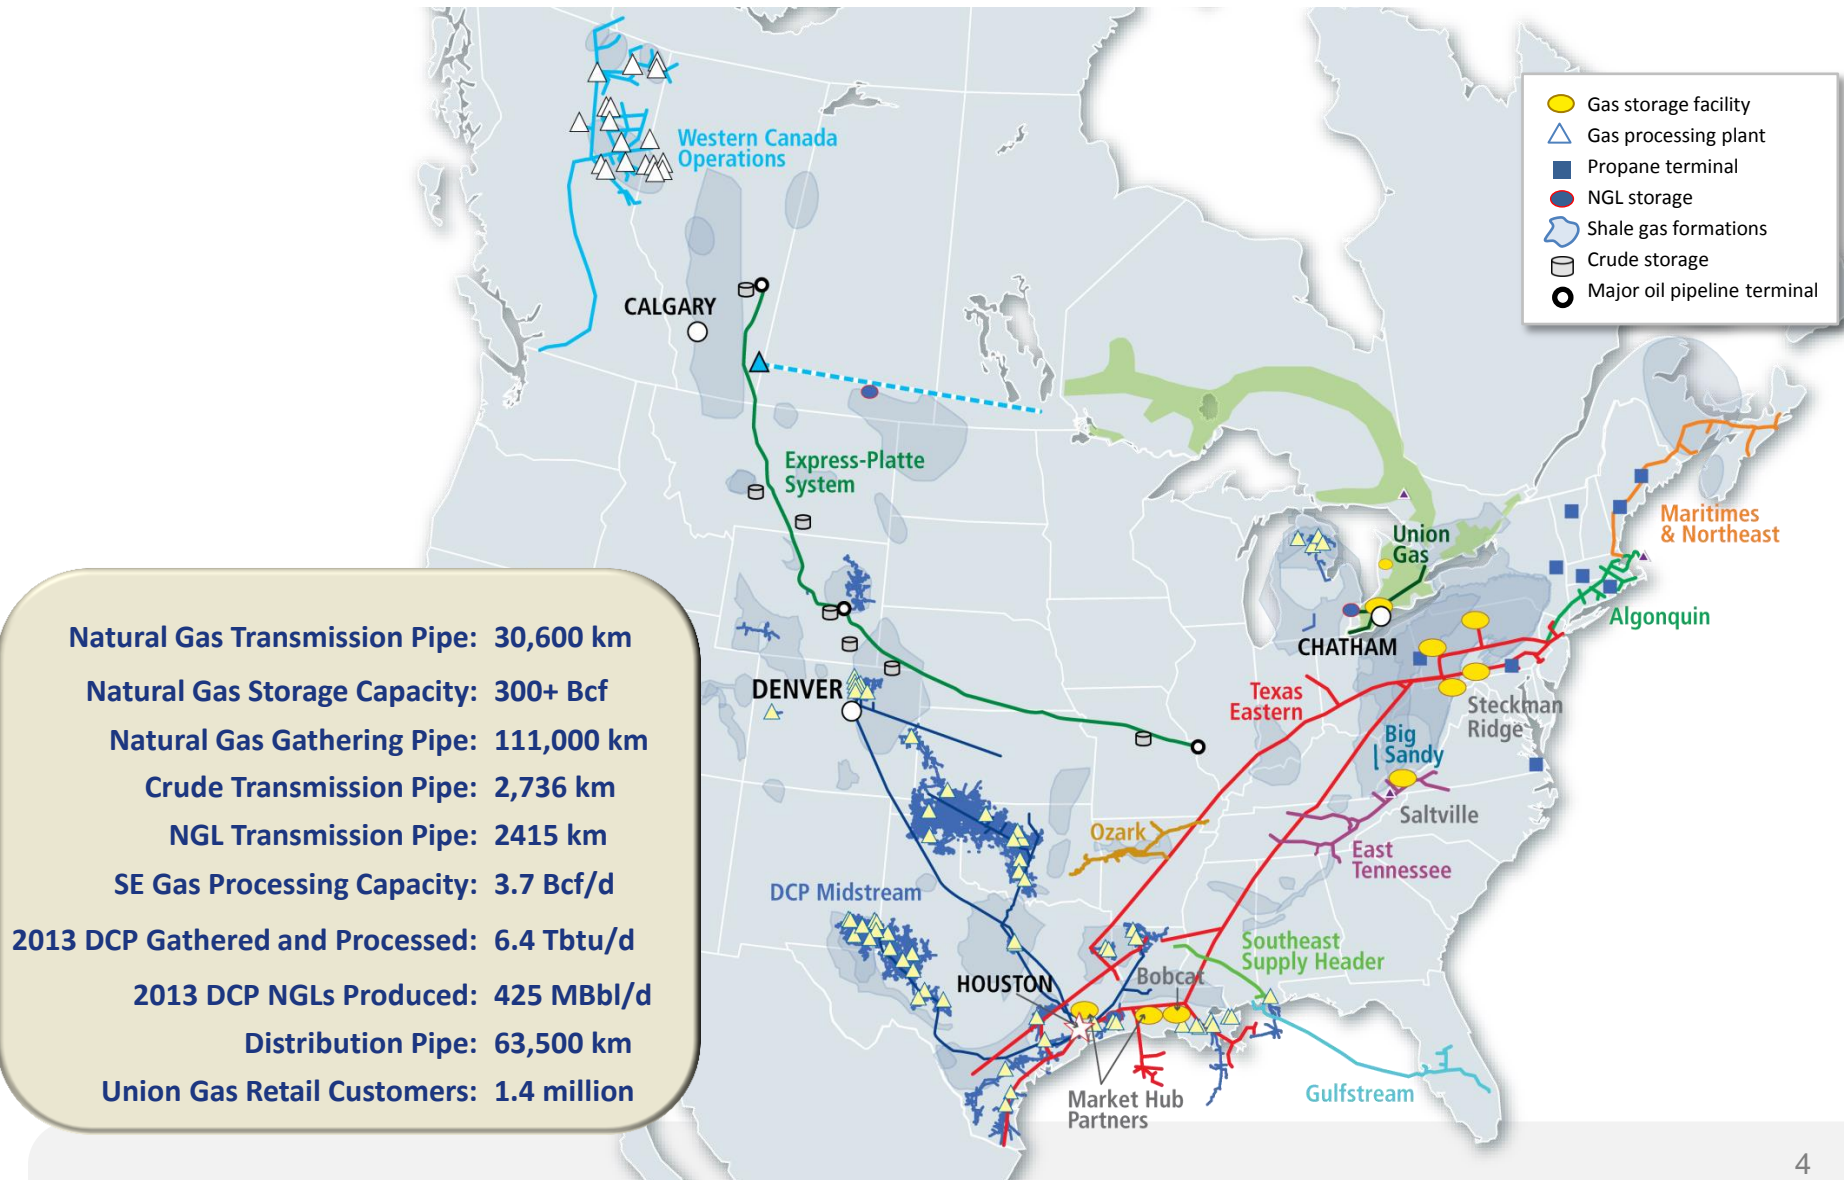 Gas storage facility
Gas processing plant
Propane terminal
NGL storage
Shale gas formations
Crude storage
Major oil pipeline terminal
Western Canada
Operations
CALGARY
Express-Platte
System
Union
Gas
Maritimes
& Northeast
Algonquin
CHATHAM
DENVER
Texas
Eastern
Steckman
Ridge
Big
Sandy
Saltville
Ozark
East
Tennessee
DCP Midstream
Southeast
Supply Header
HOUSTON
Bobcat
Market Hub
Partners
Gulfstream
Natural Gas Transmission Pipe: 30,600 km
Natural Gas Storage Capacity: 300+ Bcf
Natural Gas Gathering Pipe: 111,000 km
Crude Transmission Pipe: 2,736 km
NGL Transmission Pipe: 2415 km
SE Gas Processing Capacity: 3.7 Bcf/d
2013 DCP Gathered and Processed: 6.4 Tbtu/d
2013 DCP NGLs Produced: 425 MBbl/d
Distribution Pipe: 63,500 km
Union Gas Retail Customers: 1.4 million
4